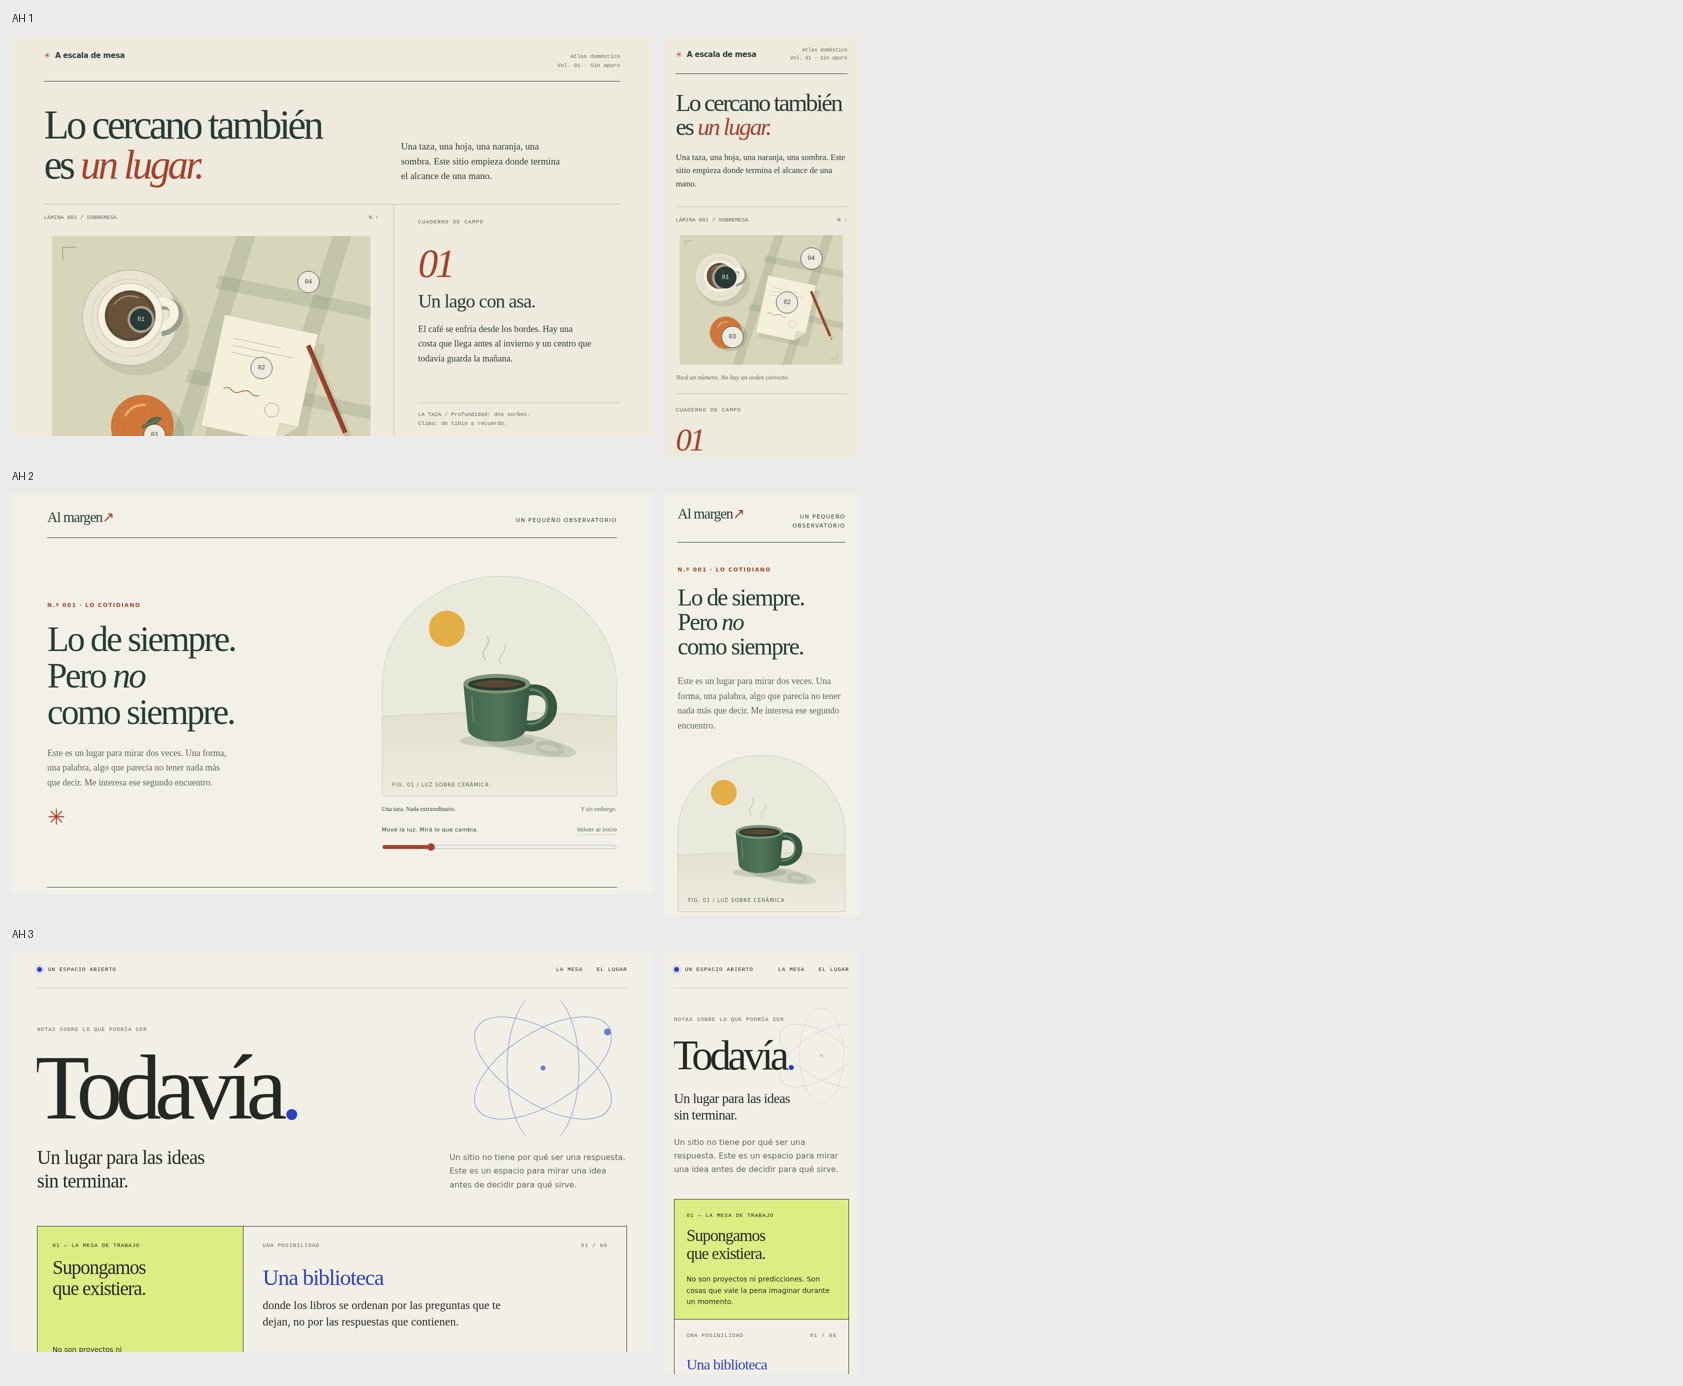 AH 1
A escala de mesa
Atlas doméstico
Vol. 01 · Sin apuro
Lo cercano también
es un lugar.
Una taza, una hoja, una naranja, una
sombra. Este sitio empieza donde termina
el alcance de una mano.
LÁMINA 001 / SOBREMESA
N ↑
01
02
03
04
CUADERNO DE CAMPO
01
Un lago con asa.
El café se enfría desde los bordes. Hay una
costa que llega antes al invierno y un centro que
todavía guarda la mañana.
LA TAZA / Profundidad: dos sorbos.
Clima: de tibio a recuerdo.
A escala de mesa
Atlas doméstico
Vol. 01 · Sin apuro
Lo cercano también
es un lugar.
Una taza, una hoja, una naranja, una sombra. Este
sitio empieza donde termina el alcance de una
mano.
LÁMINA 001 / SOBREMESA
N ↑
01
02
03
04
Tocá un número. No hay un orden correcto.
CUADERNO DE CAMPO
01
AH 2
Al margen↗
UN PEQUEÑO OBSERVATORIO
N.º 001 · LO COTIDIANO
Lo de siempre.
Pero no
como siempre.
Este es un lugar para mirar dos veces. Una forma,
una palabra, algo que parecía no tener nada más
que decir. Me interesa ese segundo encuentro.
FIG. 01 / LUZ SOBRE CERÁMICA
Una taza. Nada extraordinario.
Y sin embargo.
Mové la luz. Mirá lo que cambia.
Volver al inicio
Al margen↗
UN PEQUEÑO
OBSERVATORIO
N.º 001 · LO COTIDIANO
Lo de siempre.
Pero no
como siempre.
Este es un lugar para mirar dos veces. Una
forma, una palabra, algo que parecía no tener
nada más que decir. Me interesa ese segundo
encuentro.
FIG. 01 / LUZ SOBRE CERÁMICA
AH 3
UN ESPACIO ABIERTO
LA MESA
EL LUGAR
NOTAS SOBRE LO QUE PODRÍA SER
Todavía.
Un lugar para las ideas
sin terminar.
Un sitio no tiene por qué ser una respuesta.
Este es un espacio para mirar una idea
antes de decidir para qué sirve.
01 — LA MESA DE TRABAJO
Supongamos
que existiera.
No son proyectos ni
UNA POSIBILIDAD
01 / 06
Una biblioteca
donde los libros se ordenan por las preguntas que te
dejan, no por las respuestas que contienen.
UN ESPACIO ABIERTO
LA MESA
EL LUGAR
NOTAS SOBRE LO QUE PODRÍA SER
Todavía.
Un lugar para las ideas
sin terminar.
Un sitio no tiene por qué ser una
respuesta. Este es un espacio para mirar
una idea antes de decidir para qué sirve.
01 — LA MESA DE TRABAJO
Supongamos
que existiera.
No son proyectos ni predicciones. Son
cosas que vale la pena imaginar durante
un momento.
UNA POSIBILIDAD
01 / 06
Una biblioteca